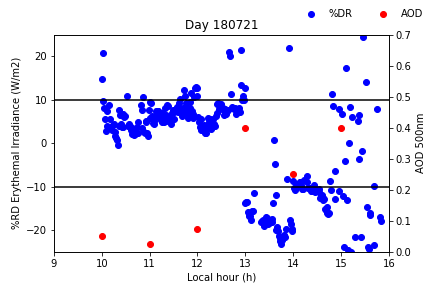 %DR AOD
Day 180721
%RD Erythemal Irradiance (W/m2)
20
10
0
−10
−20
0.7
0.6
0.5
0.4
0.3
0.2
0.1
0.0
AOD 500nm
9 10 11 12 13 14 15 16
Local hour (h)